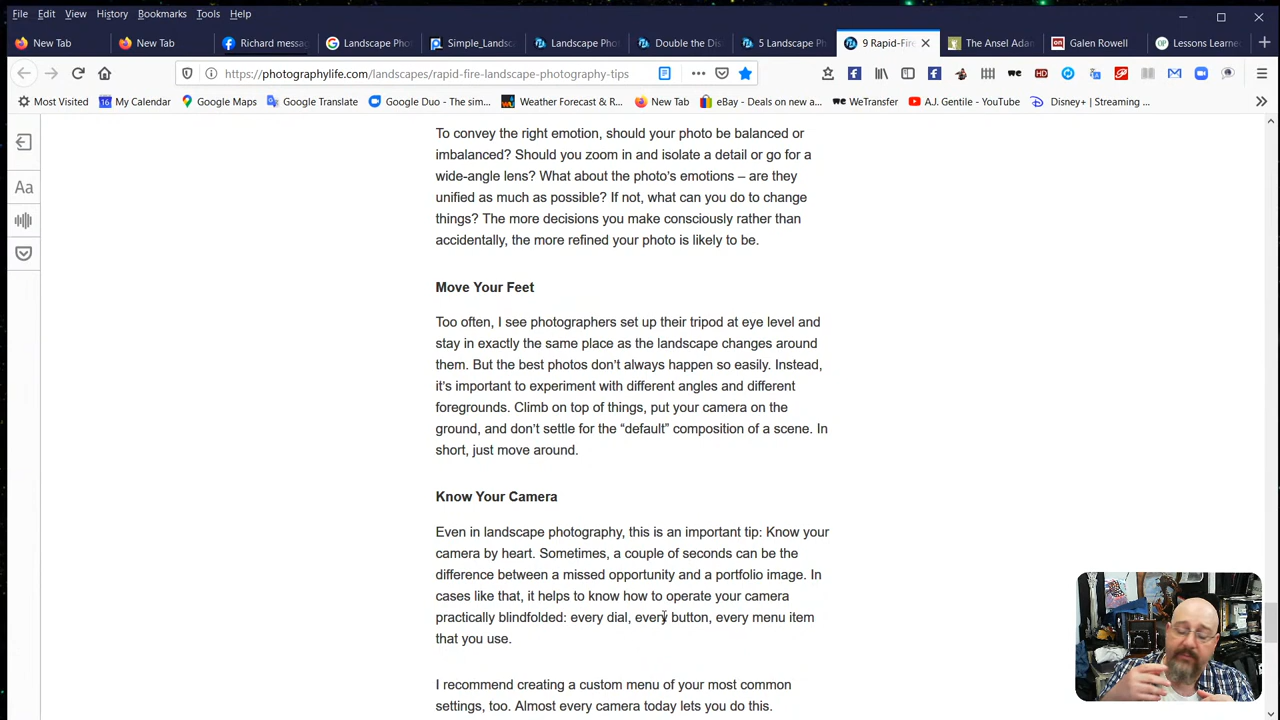 File Edit View History Bookmarks Tools Help
New Tab New Tab Richard messa Landscape Pho Simple_Landsc Landscape Pho Double the Dis 5 Landscape Ph 9 Rapid-Fire The Ansel Adan Galen Rowell Lessons Learne
https://photographylife.com/landscapes/rapid-fire-landscape-photography-tips
Most Visited My Calendar Google Maps Google Translate Google Duo - The sim... Weather Forecast & R... New Tab eBay - Deals on new a... WeTransfer A.J. Gentile - YouTube Disney+ | Streaming ...
To convey the right emotion, should your photo be balanced or
imbalanced? Should you zoom in and isolate a detail or go for a
wide-angle lens? What about the photo's emotions – are they
unified as much as possible? If not, what can you do to change
things? The more decisions you make consciously rather than
accidentally, the more refined your photo is likely to be.
Move Your Feet
Too often, I see photographers set up their tripod at eye level and
stay in exactly the same place as the landscape changes around
them. But the best photos don't always happen so easily. Instead,
it's important to experiment with different angles and different
foregrounds. Climb on top of things, put your camera on the
ground, and don't settle for the “default” composition of a scene. In
short, just move around.
Know Your Camera
Even in landscape photography, this is an important tip: Know your
camera by heart. Sometimes, a couple of seconds can be the
difference between a missed opportunity and a portfolio image. In
cases like that, it helps to know how to operate your camera
practically blindfolded: every dial, every button, every menu item
that you use.
I recommend creating a custom menu of your most common
settings, too. Almost every camera today lets you do this.